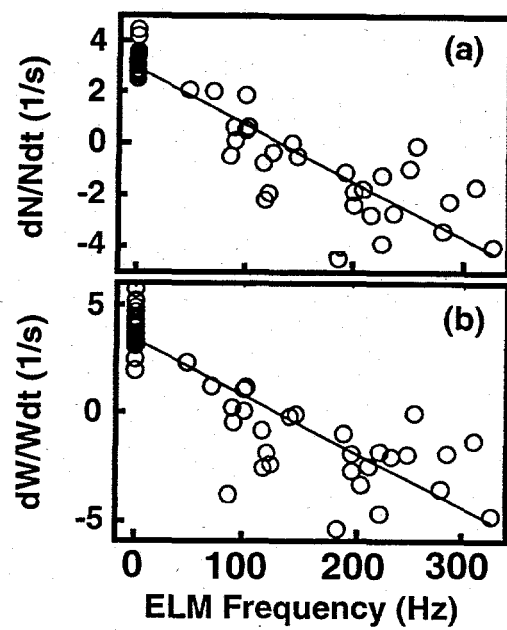 (a)
dN/Ndt (1/s)
4
2
0
-2
-4
(b)
dW/Wdt (1/s)
5
0
-5
0 100 200 300
ELM Frequency (Hz)